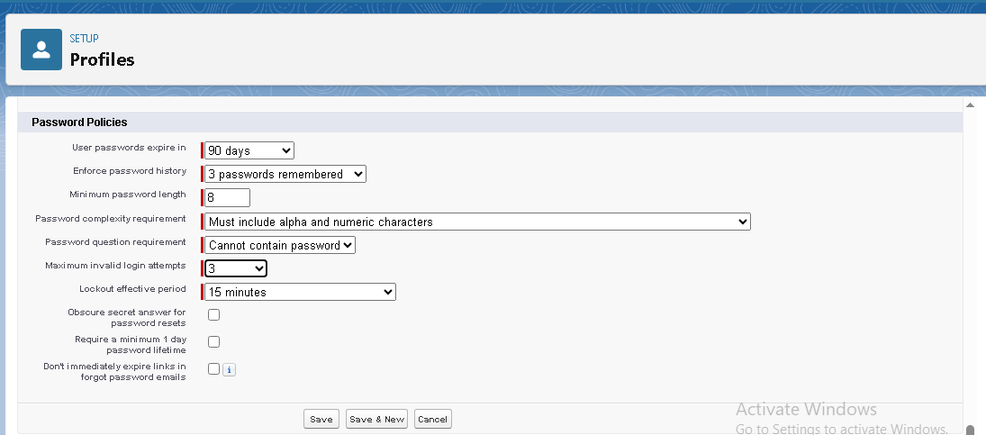 SETUP
Profiles
Password Policies
User passwords expire in 90 days
Enforce password history 3 passwords remembered
Minimum password length 8
Password complexity requirement Must include alpha and numeric characters
Password question requirement Cannot contain password
Maximum invalid login attempts 3
Lockout effective period 15 minutes
Obscure secret answer for
password resets
Require a minimum 1 day
password lifetime
Don't immediately expire links in
forgot password emails
i
Save Save & New Cancel
Activate Windows
Go to Settings to activate Windows.